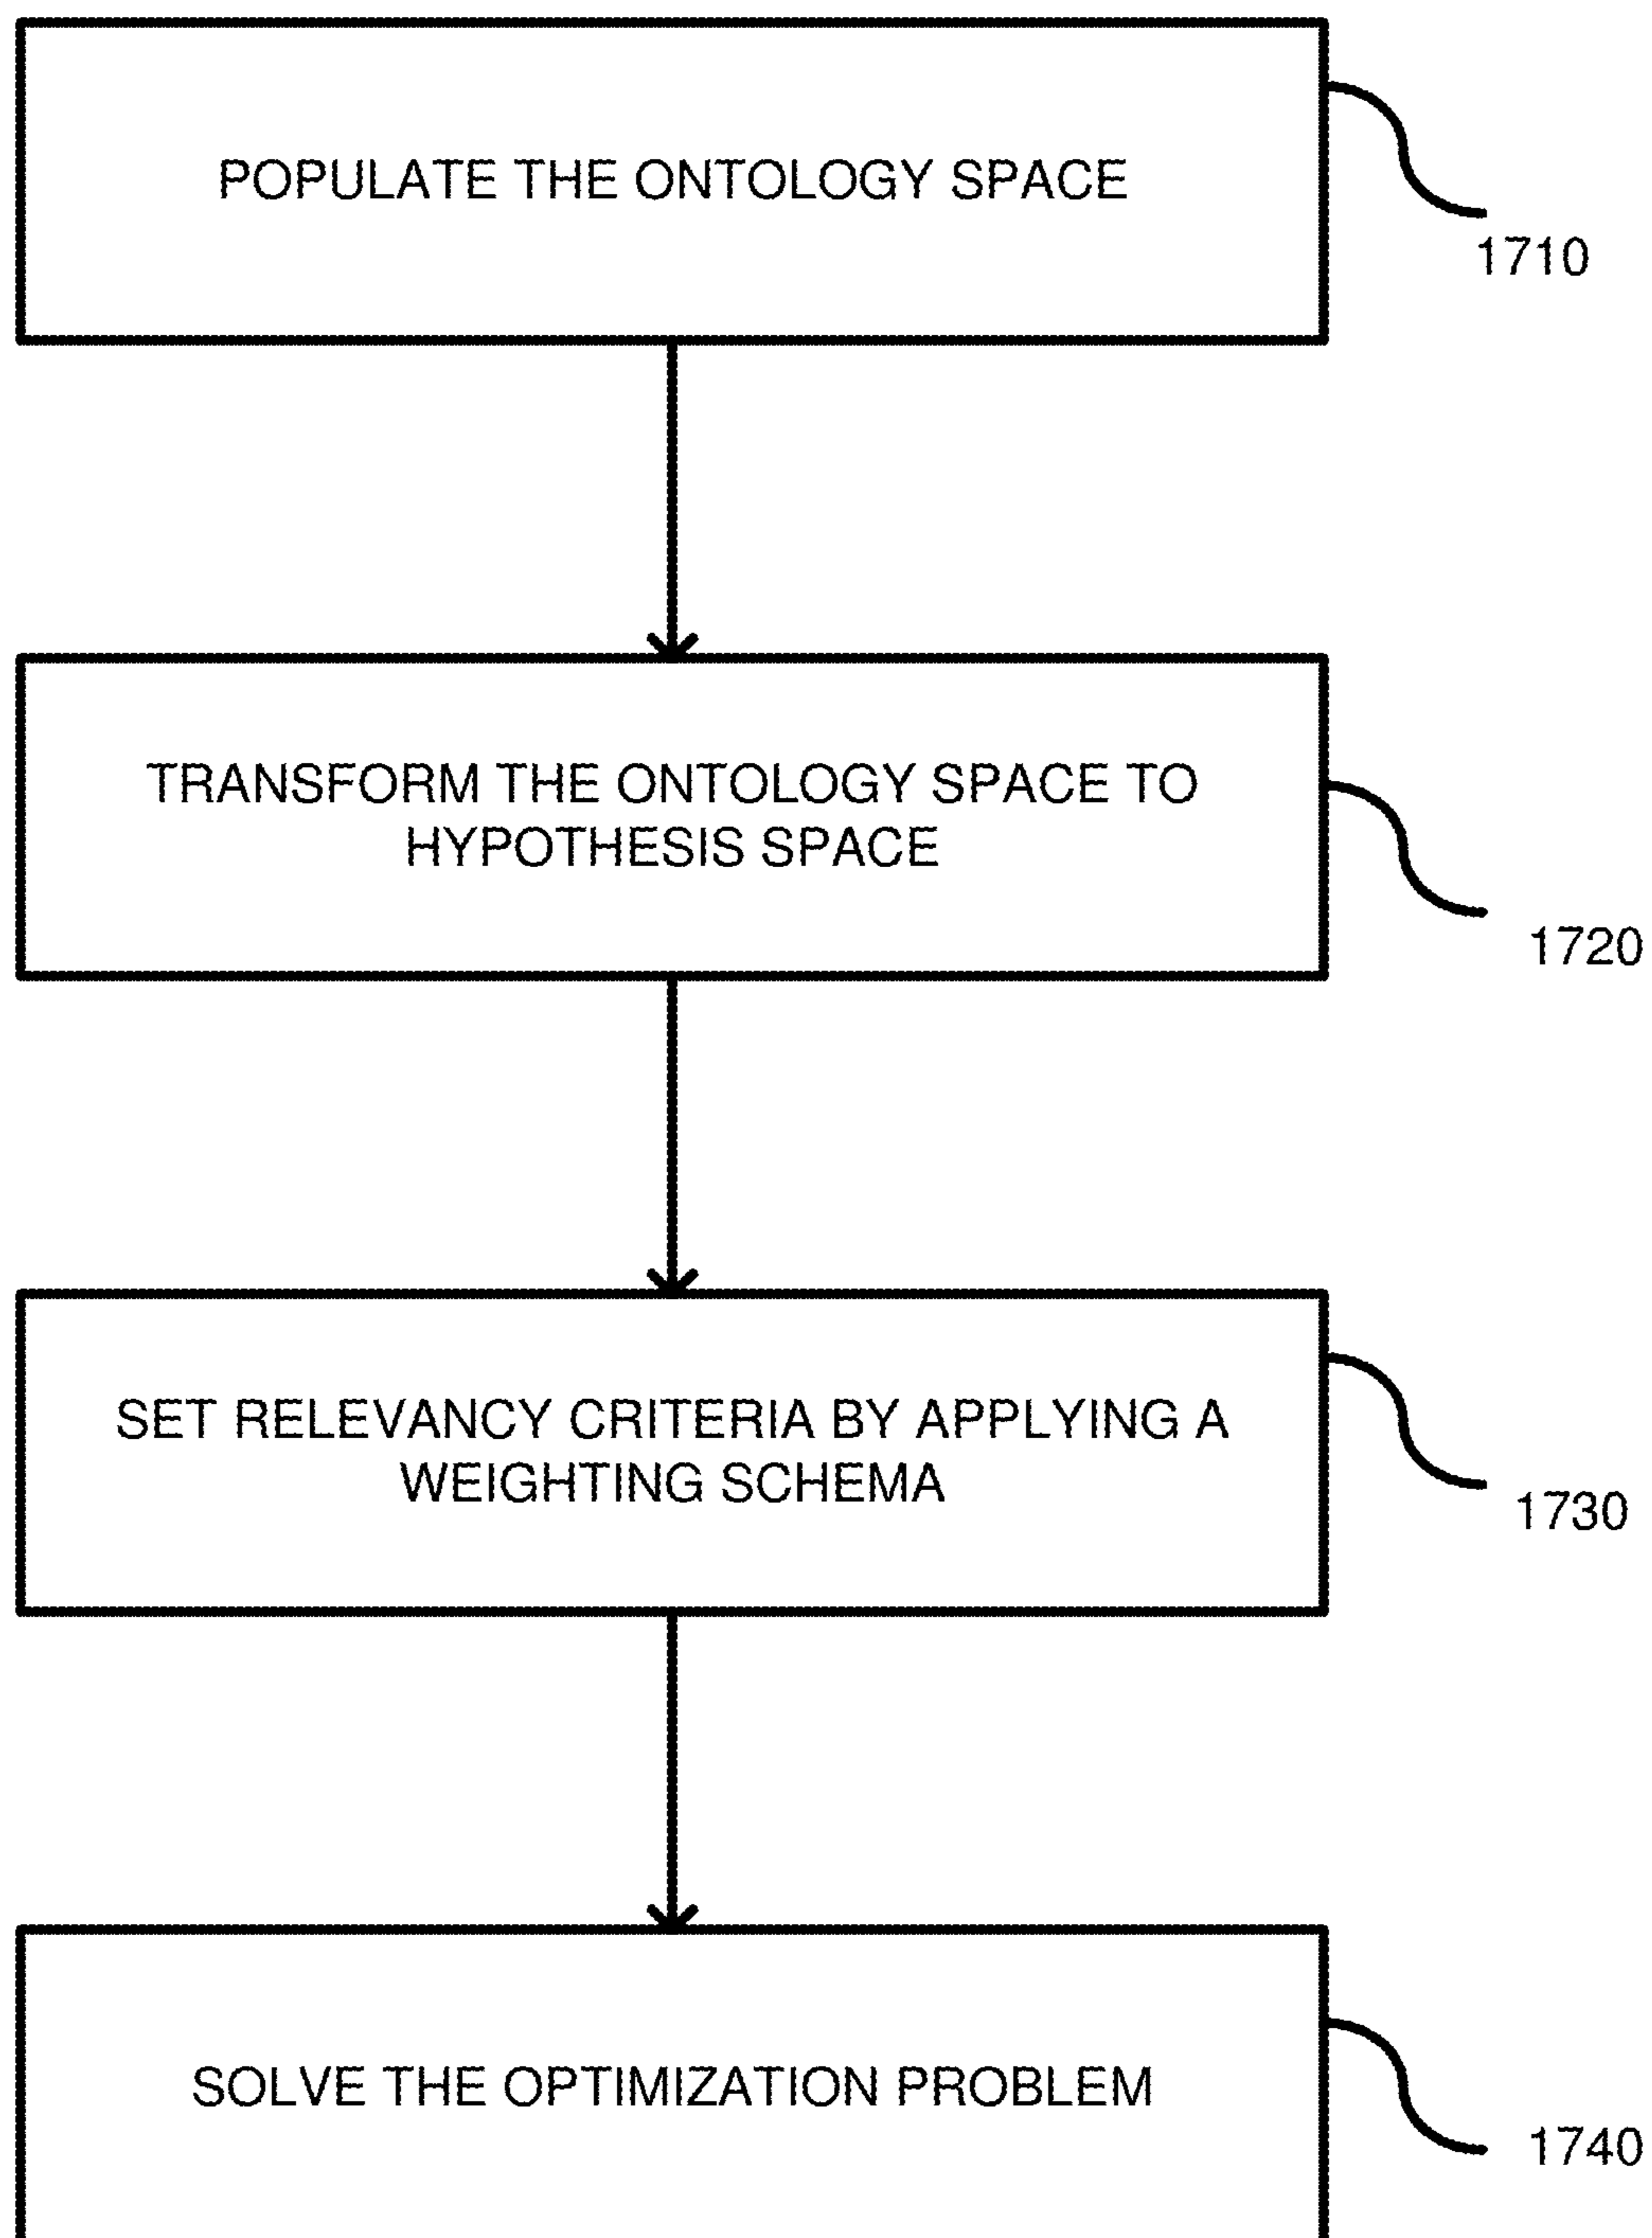 POPULATE THE ONTOLOGY SPACE
1710
TRANSFORM THE ONTOLOGY SPACE TO
HYPOTHESIS SPACE
1720
SET RELEVANCY CRITERIA BY APPLYING A
WEIGHTING SCHEMA
1730
SOLVE THE OPTIMIZATION PROBLEM
1740